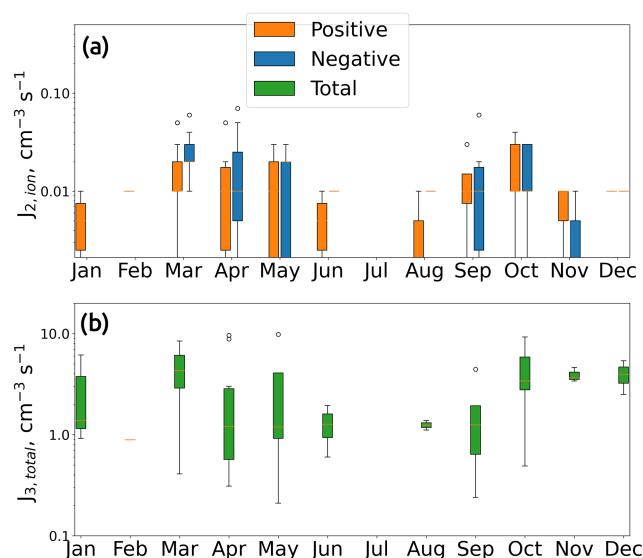 (a)
Positive
Negative
Total
J2,ion, cm−3 s−1
0.10
0.01
Jan Feb Mar Apr May Jun Jul Aug Sep Oct Nov Dec
(b)
J3,total, cm−3 s−1
10.0
1.0
0.1
Jan Feb Mar Apr May Jun Jul Aug Sep Oct Nov Dec